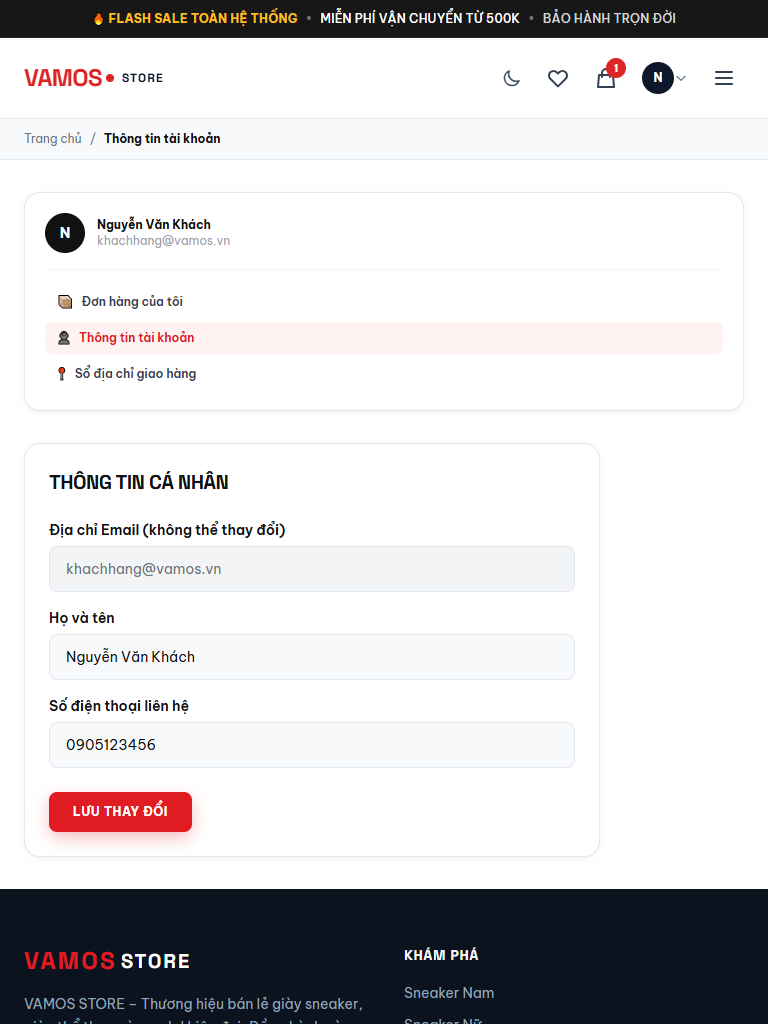 FLASH SALE TOÀN HỆ THỐNG • MIỄN PHÍ VẬN CHUYỂN TỪ 500K • BẢO HÀNH TRỌN ĐỜI
VAMOS STORE
1
N
Trang chủ / Thông tin tài khoản
N
Nguyễn Văn Khách
khachhang@vamos.vn
Đơn hàng của tôi
Thông tin tài khoản
Sổ địa chỉ giao hàng
THÔNG TIN CÁ NHÂN
Địa chỉ Email (không thể thay đổi)
khachhang@vamos.vn
Họ và tên
Nguyễn Văn Khách
Số điện thoại liên hệ
0905123456
LƯU THAY ĐỔI
VAMOS STORE
VAMOS STORE – Thương hiệu bán lẻ giày sneaker,
KHÁM PHÁ
Sneaker Nam
Sneaker Nữ